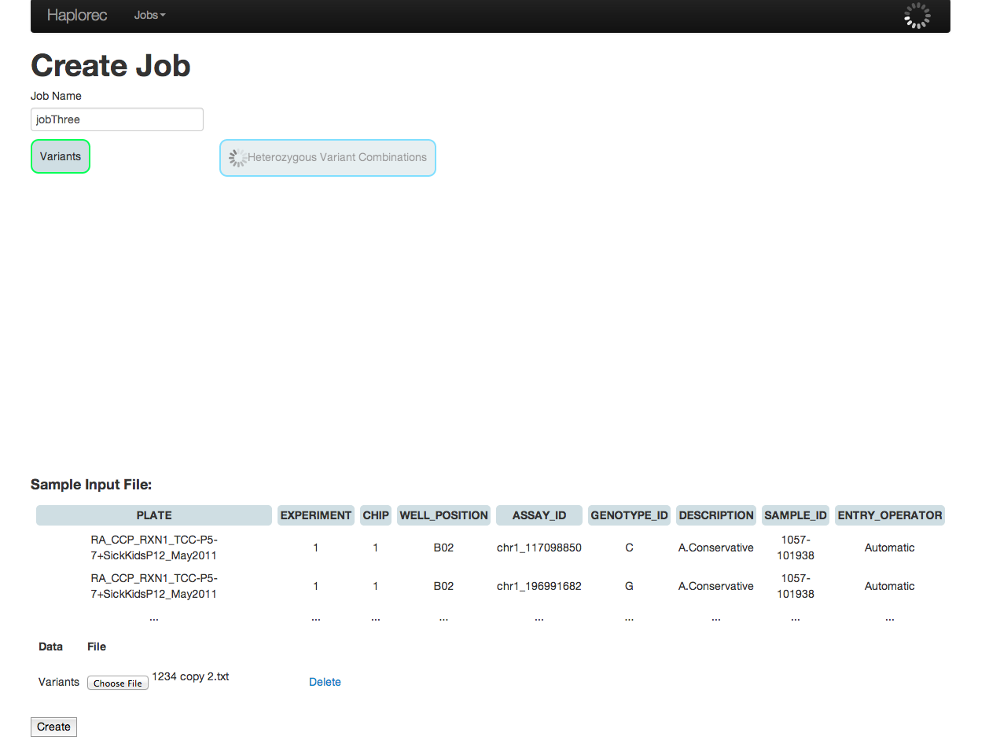 Haplorec Jobs
Create Job
Job Name
jobThree
Variants Heterozygous Variant Combinations
Sample Input File:
PLATE EXPERIMENT CHIP WELL_POSITION ASSAY_ID GENOTYPE_ID DESCRIPTION SAMPLE_ID ENTRY_OPERATOR
RA_CCP_RXN1_TCC-P5-
7+SickKidsP12_May2011 1 1 B02 chr1_117098850 C A.Conservative 1057-
101938 Automatic
RA_CCP_RXN1_TCC-P5-
7+SickKidsP12_May2011 1 1 B02 chr1_196991682 G A.Conservative 1057-
101938 Automatic
... ... ... ... ... ... ... ... ...
Data File
Variants Choose File 1234 copy 2.txt Delete
Create